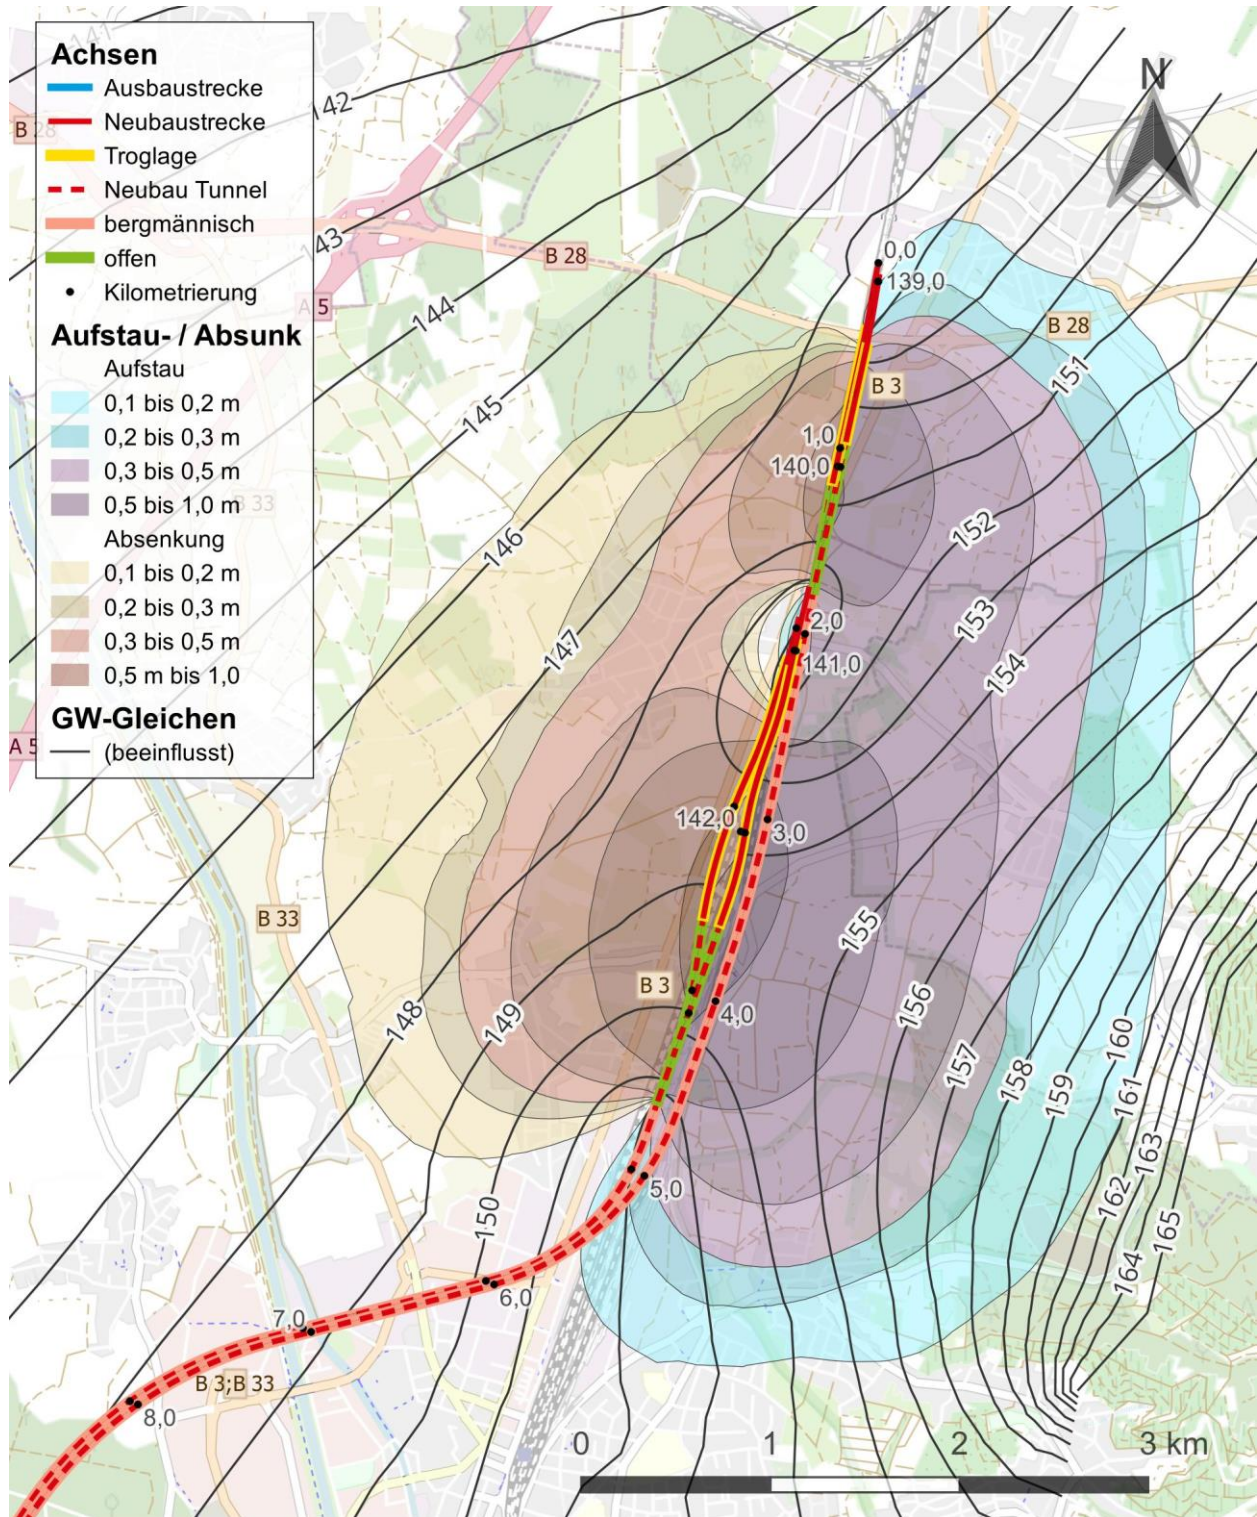 Achsen
Ausbaustrecke
Neubaustrecke
Troglage
Neubau Tunnel
bergmännisch
offen
Kilometrierung
Aufstau- / Absunk
Aufstau
0,1 bis 0,2 m
0,2 bis 0,3 m
0,3 bis 0,5 m
0,5 bis 1,0 m
Absenkung
0,1 bis 0,2 m
0,2 bis 0,3 m
0,3 bis 0,5 m
0,5 m bis 1,0
GW-Gleichen
(beeinflusst)
141
142
N
B 28
143
B 28
0,0
139,0
A 5
144
B 28
151
145
B 3
1,0
140,0
B 33
146
152
153
147
2,0
154
141,0
A 5
142,0
3,0
B 33
155
B 3
156
148
149
4,0
157
158
159
160
161
163
5,0
162
165
150
164
6,0
7,0
B 3;B 33
8,0
0
1
2
3 km